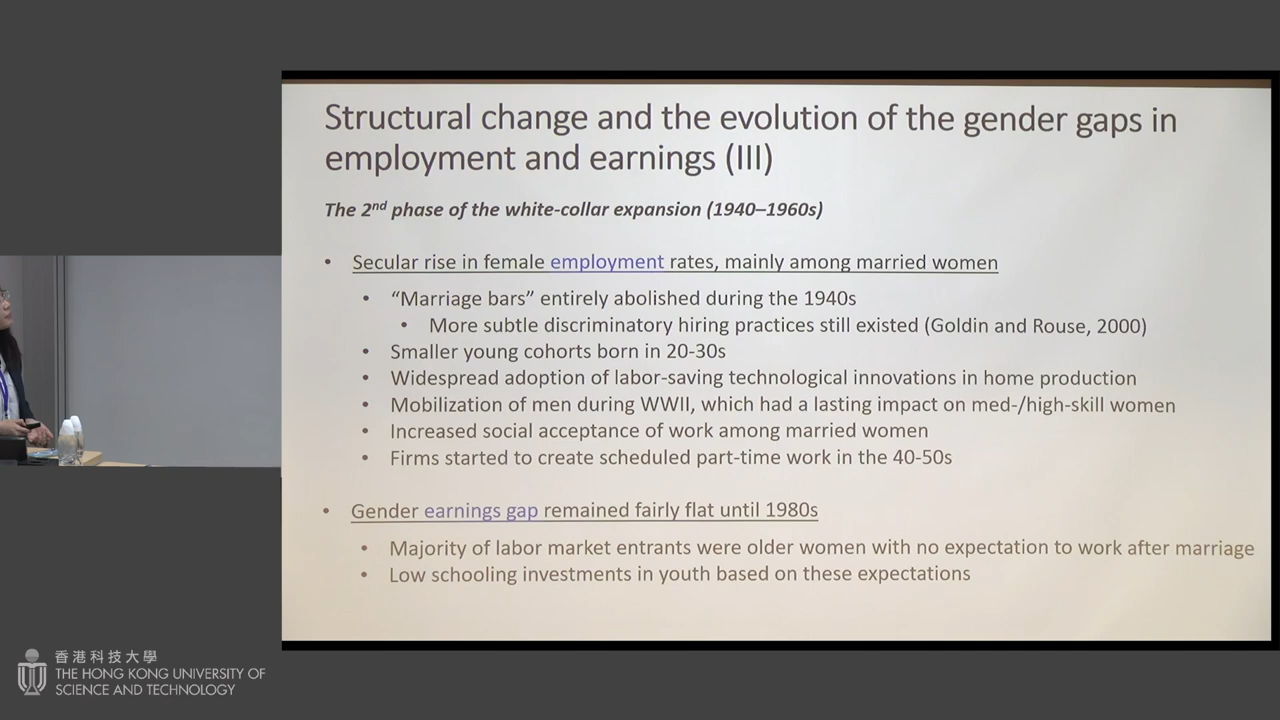 Structural change and the evolution of the gender gaps in
employment and earnings (III)
The 2nd phase of the white-collar expansion (1940–1960s)
• Secular rise in female employment rates, mainly among married women
• “Marriage bars” entirely abolished during the 1940s
• More subtle discriminatory hiring practices still existed (Goldin and Rouse, 2000)
• Smaller young cohorts born in 20-30s
• Widespread adoption of labor-saving technological innovations in home production
• Mobilization of men during WWII, which had a lasting impact on med-/high-skill women
• Increased social acceptance of work among married women
• Firms started to create scheduled part-time work in the 40-50s
• Gender earnings gap remained fairly flat until 1980s
• Majority of labor market entrants were older women with no expectation to work after marriage
• Low schooling investments in youth based on these expectations
香港科技大學
THE HONG KONG UNIVERSITY OF
SCIENCE AND TECHNOLOGY